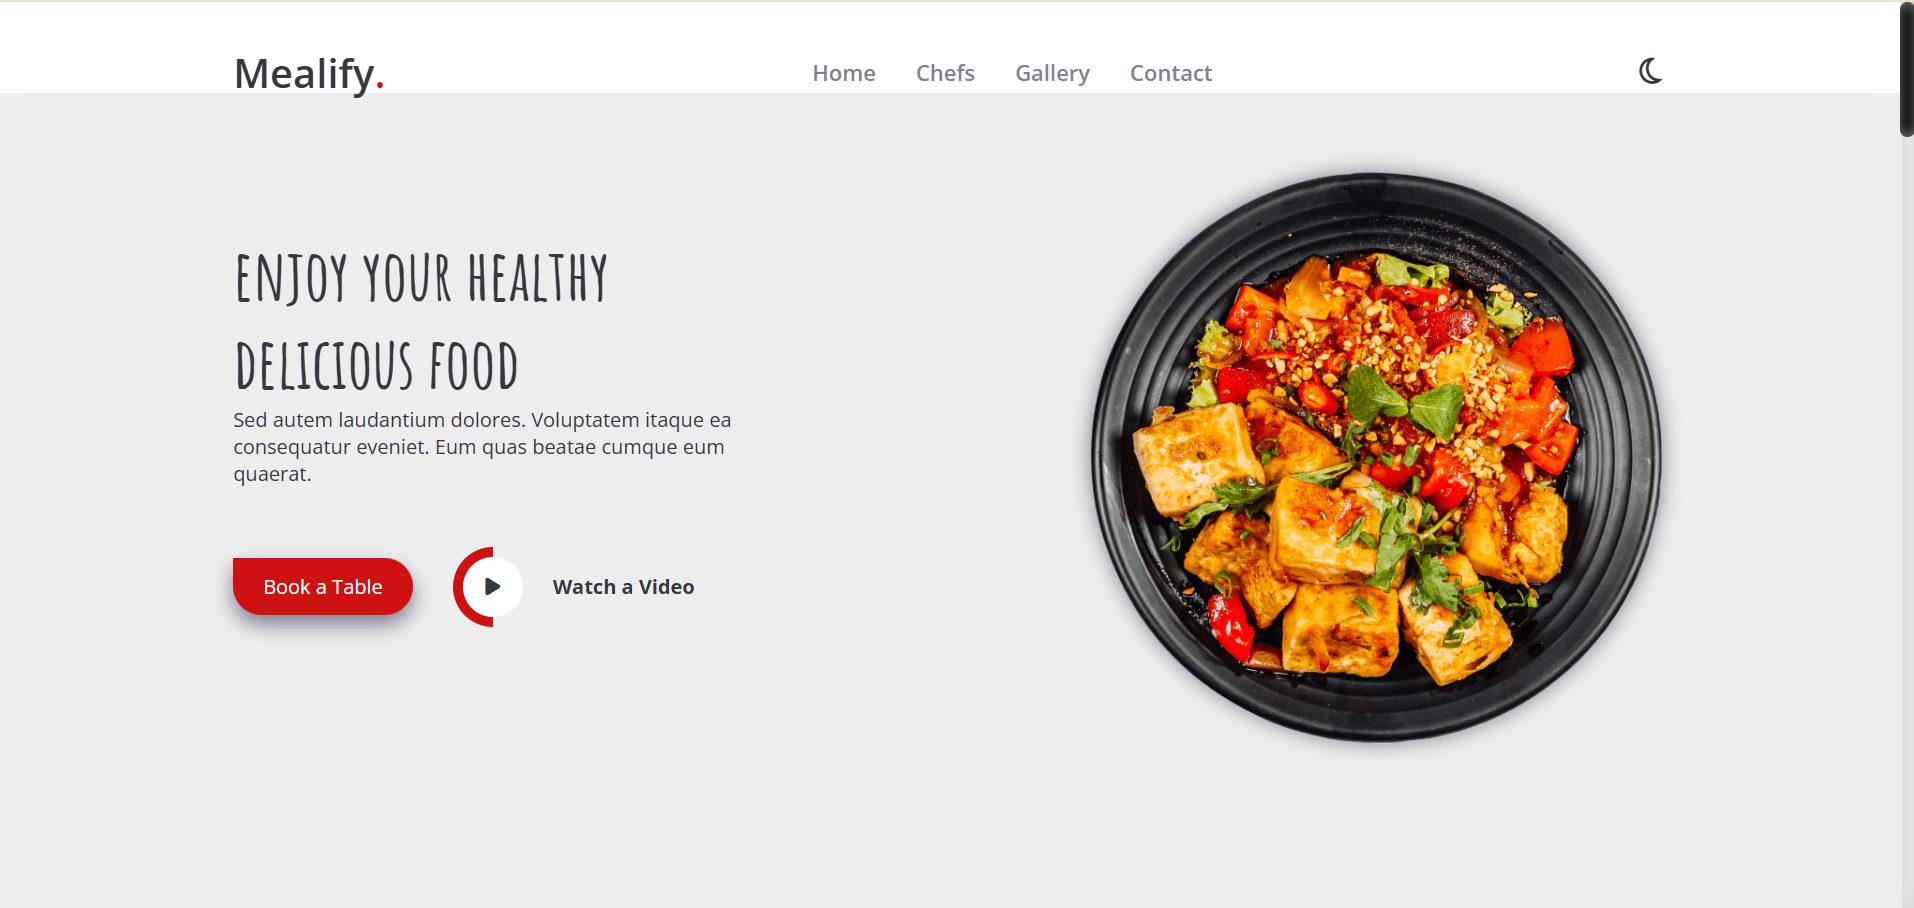 Mealify.
Home Chefs Gallery Contact
ENJOY YOUR HEALTHY
DELICIOUS FOOD
Sed autem laudantium dolores. Voluptatem itaque ea
consequatur eveniet. Eum quas beatae cumque eum
quaerat.
Book a Table
Watch a Video